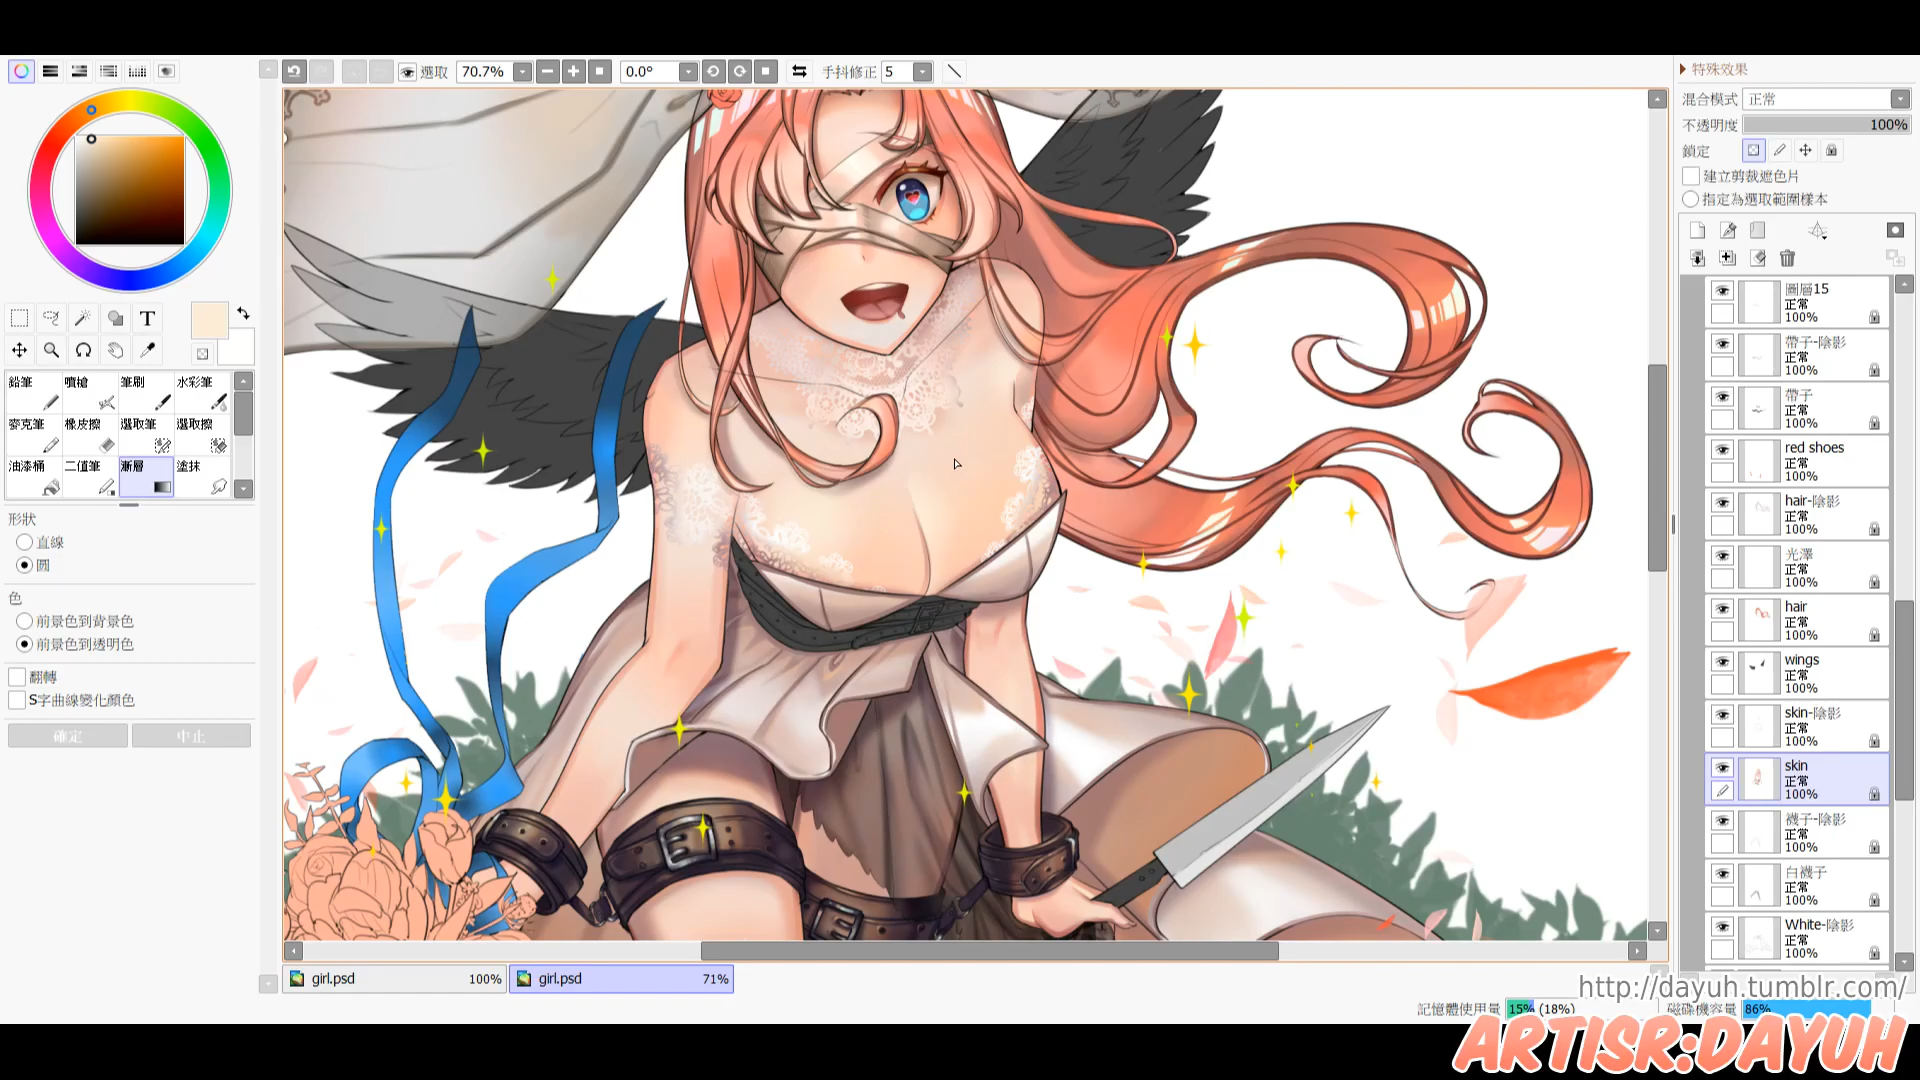 選取
70.7%
0.0°
手抖修正 5
T
鉛筆
噴槍
筆刷
水彩筆
麥克筆
橡皮擦
選取筆
選取擦
油漆桶
二值筆
漸層
塗抹
形狀
直線
圓
色
前景色到背景色
前景色到透明色
翻轉
S字曲線變化顏色
確定
中止
特殊效果
混合模式 正常
不透明度 100%
鎖定
建立剪裁遮色片
指定為選取範圍樣本
圖層15
正常
100%
帶子-陰影
正常
100%
帶子
正常
100%
red shoes
正常
100%
hair-陰影
正常
100%
光澤
正常
100%
hair
正常
100%
wings
正常
100%
skin-陰影
正常
100%
skin
正常
100%
襪子-陰影
正常
100%
白襪子
正常
100%
White-陰影
正常
100%
girl.psd 100%
girl.psd 71%
http://dayuh.tumblr.com/
記憶體使用量 15% (18%)
磁碟機容量 86%
ARTISR:DAYUH